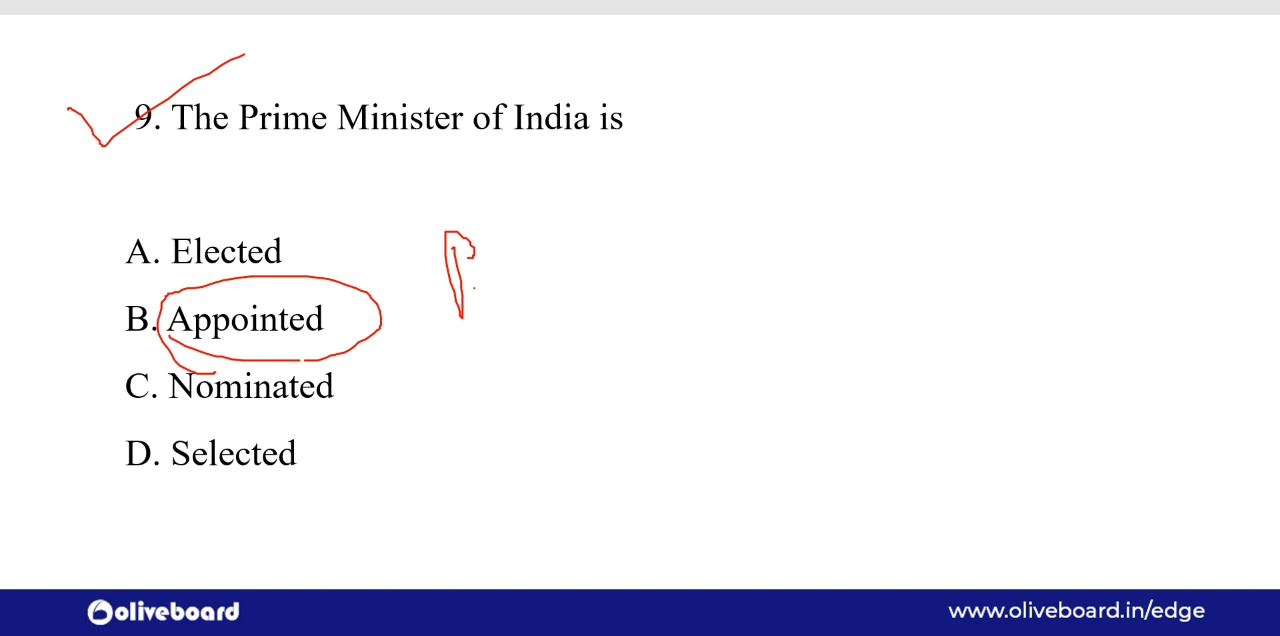 9. The Prime Minister of India is
A. Elected
B. Appointed
C. Nominated
D. Selected
oliveboard
www.oliveboard.in/edge